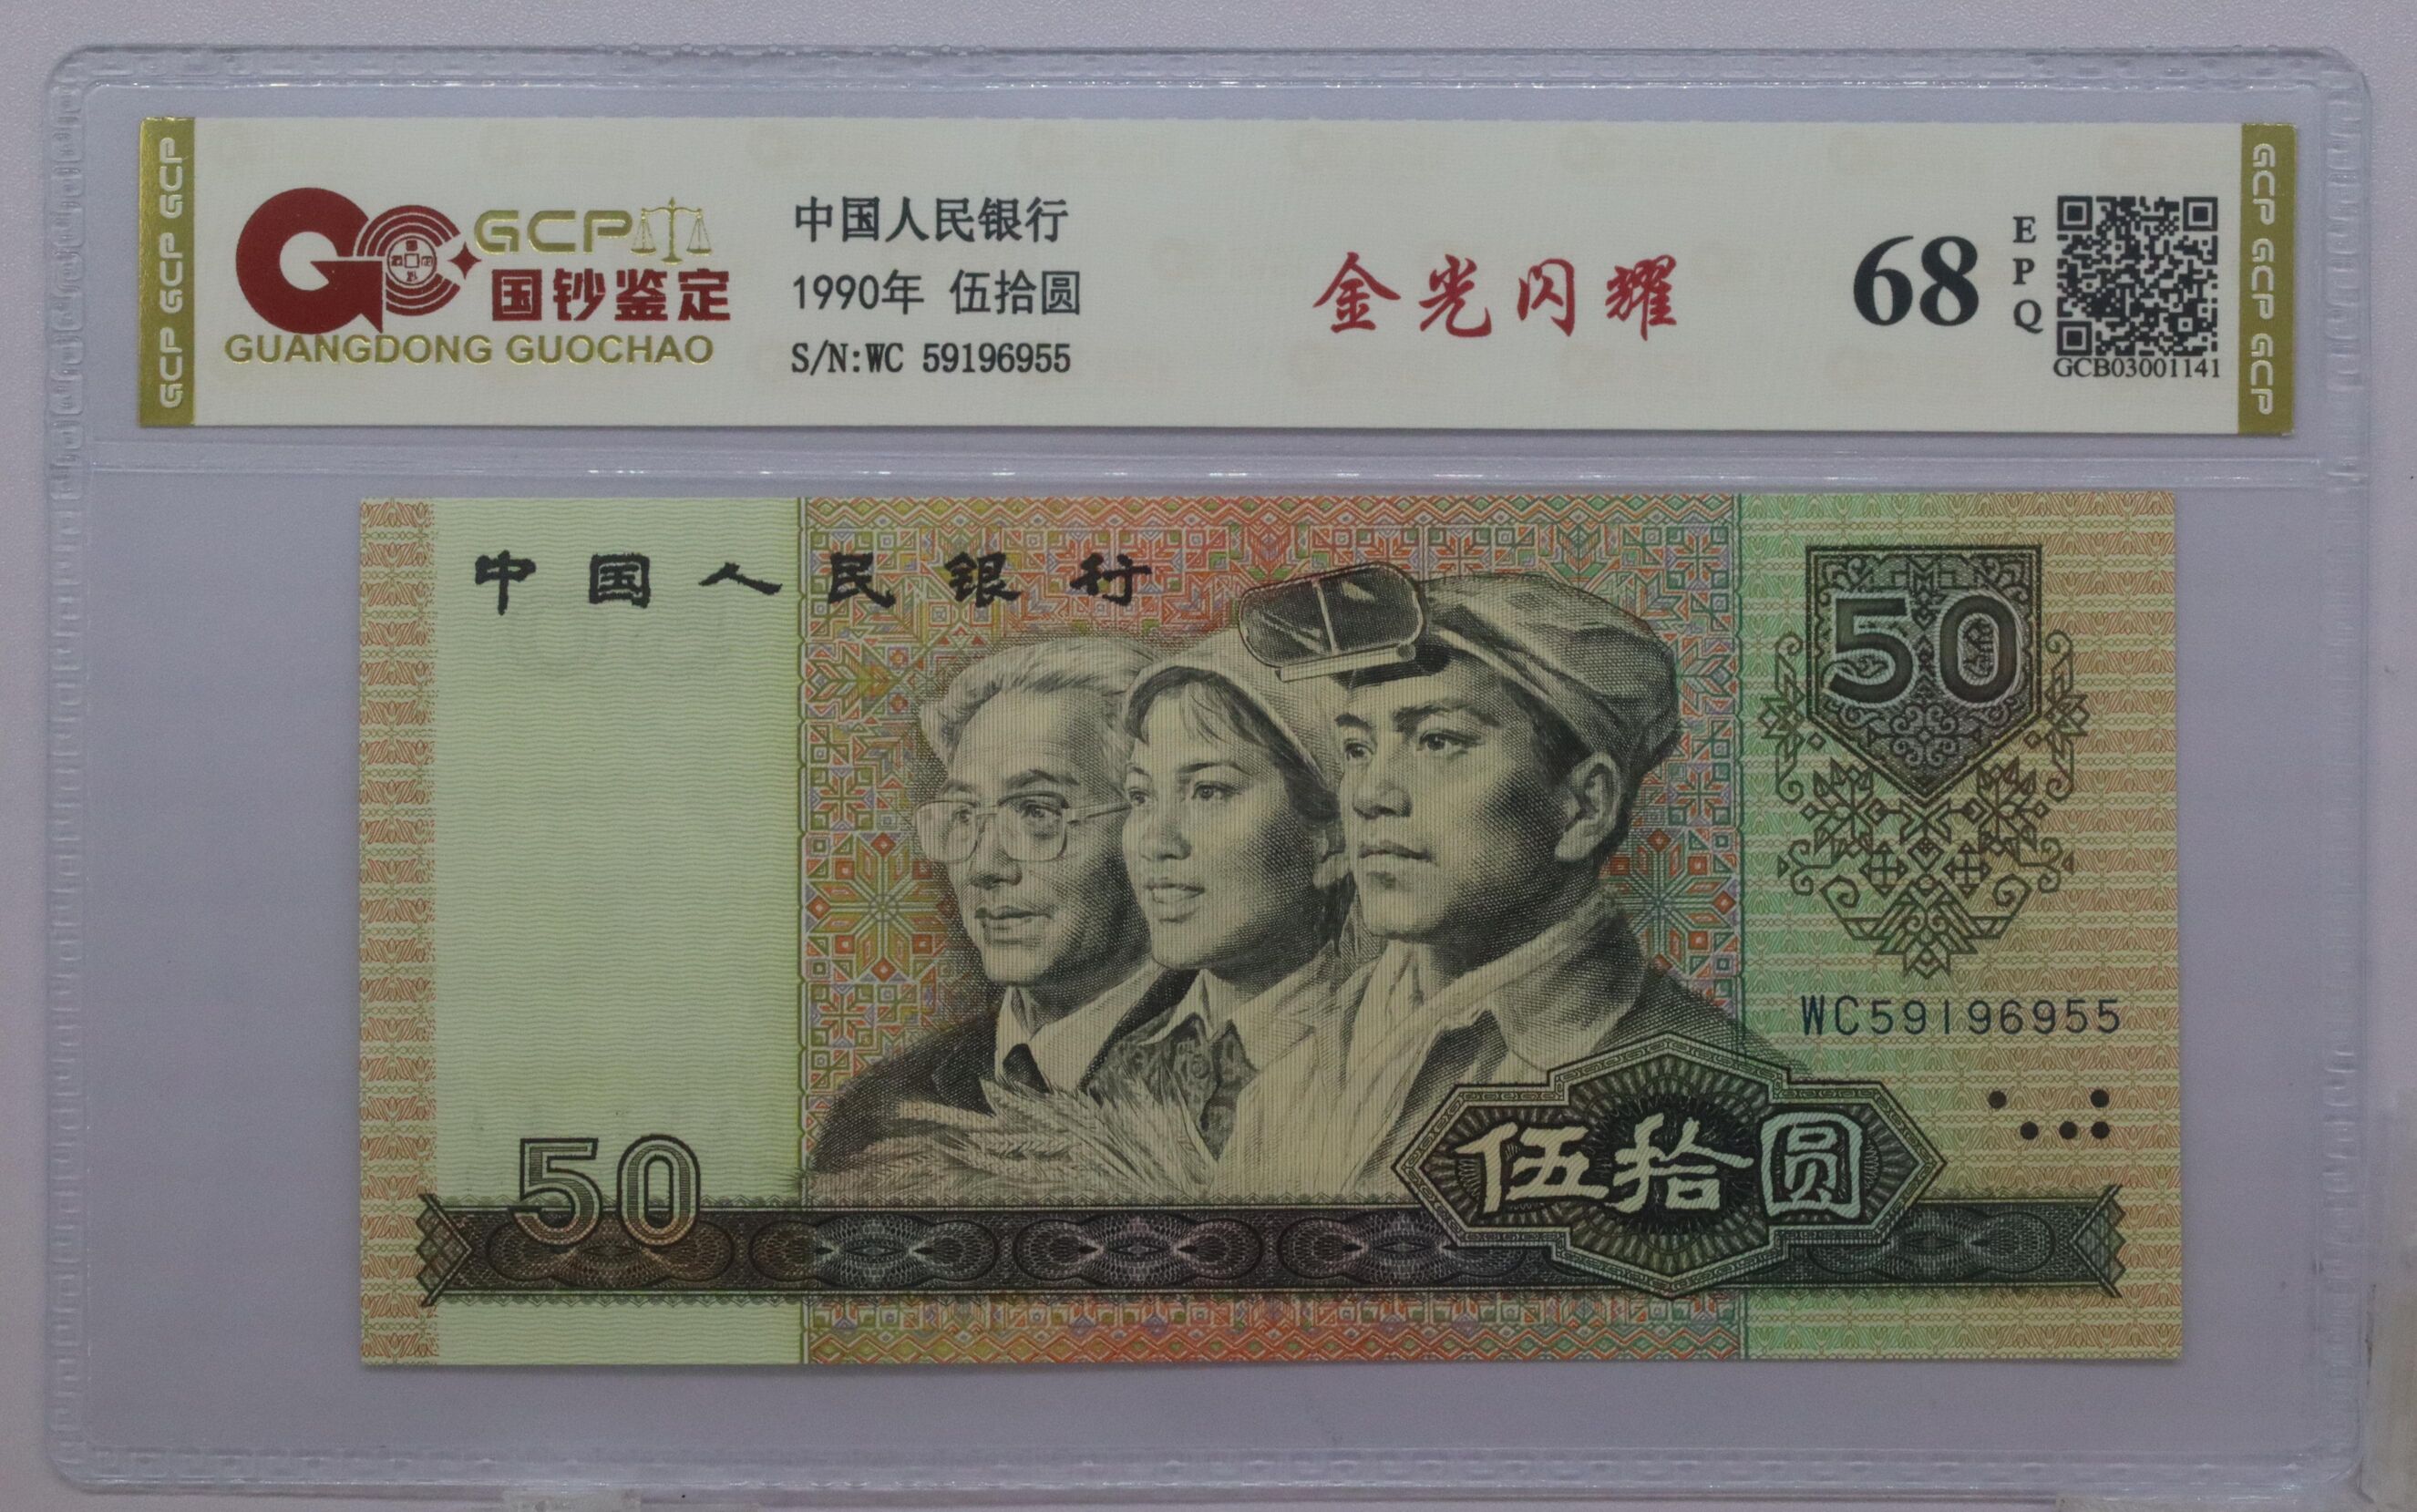 GCP GCP GCP
GCP
国钞鉴定
GUANGDONG GUOCHAO
中国人民银行
1990年 伍拾圆
S/N:WC 59196955
金光闪耀
68
EPQ
GCB03001141
GCP GCP GCP
中国人民银行
50
WC59196955
50
伍拾圆